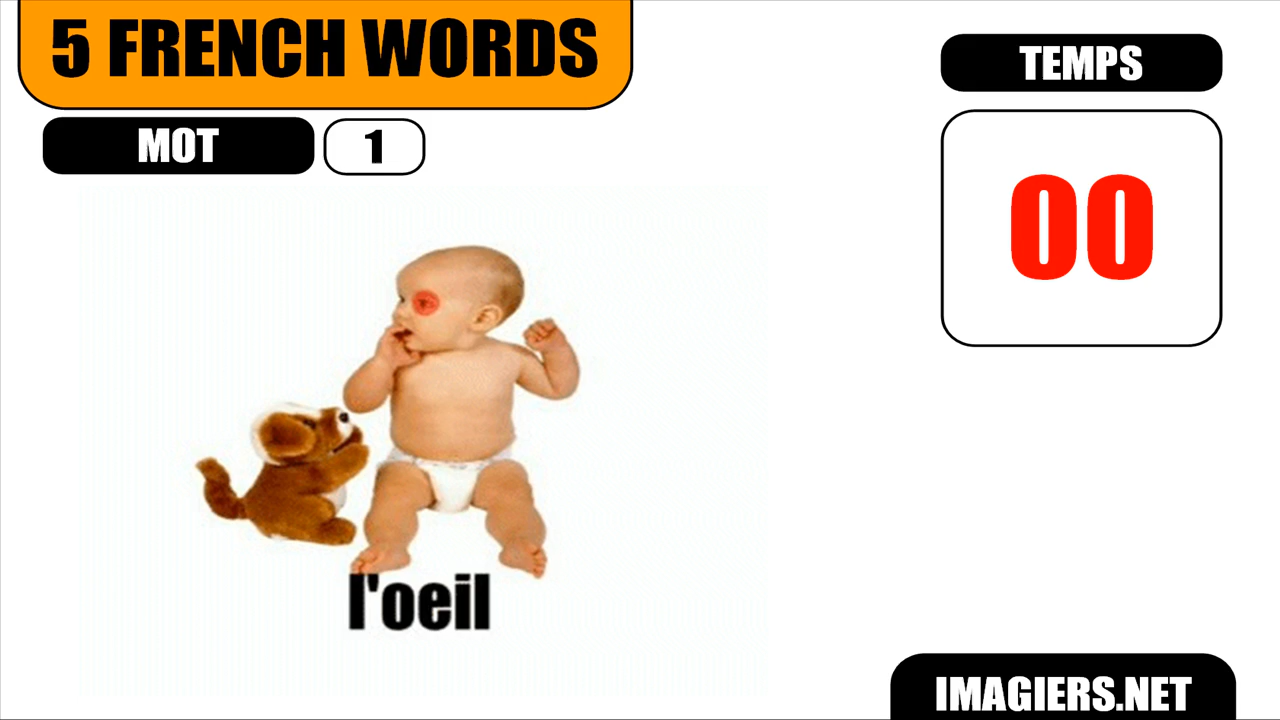 5 FRENCH WORDS
TEMPS
MOT 1
00
l'oeil
IMAGIERS.NET